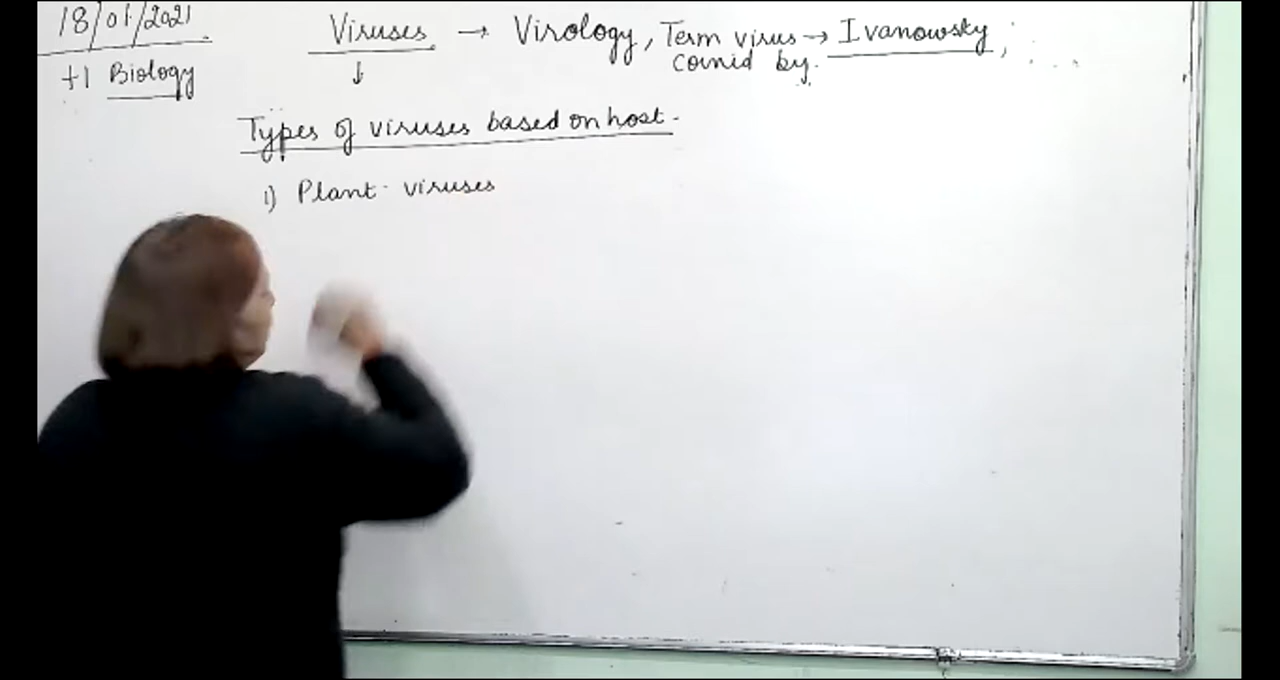 18/01/2021
+1 Biology
Viruses → Virology, Term virus → Ivanowsky,
coinid by.
↓
Types of viruses based on host.
1) Plant viruses